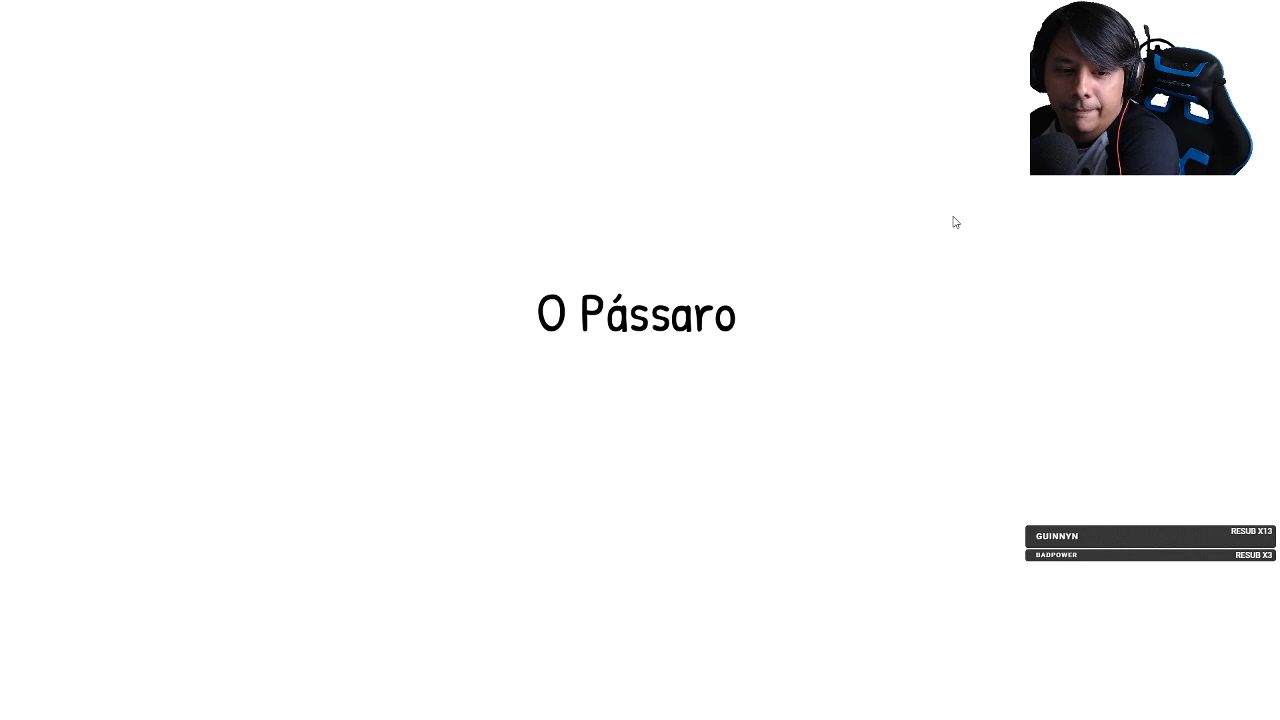 O Pássaro
GUINNYN
RESUB X13
BADPOWER
RESUB X3